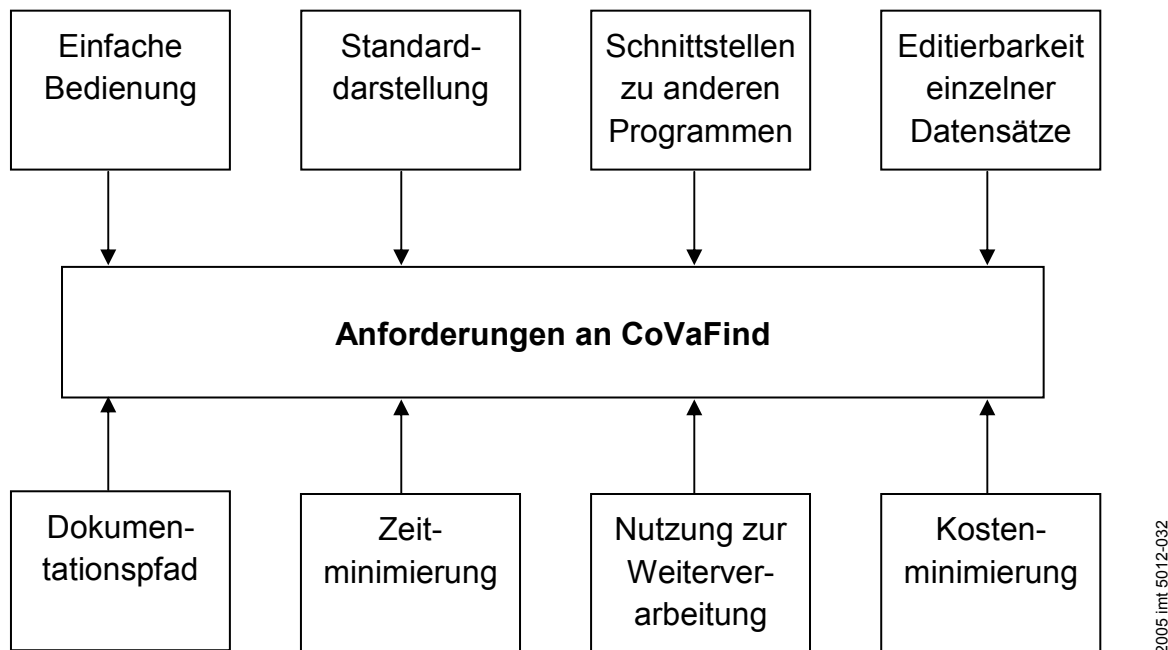 Einfache
Bedienung
Standard-
darstellung
Schnittstellen
zu anderen
Programmen
Editierbarkeit
einzelner
Datensätze
Anforderungen an CoVaFind
Dokumen-
tationspfad
Zeit-
minimierung
Nutzung zur
Weiterver-
arbeitung
Kosten-
minimierung
2005 imt 5012-032